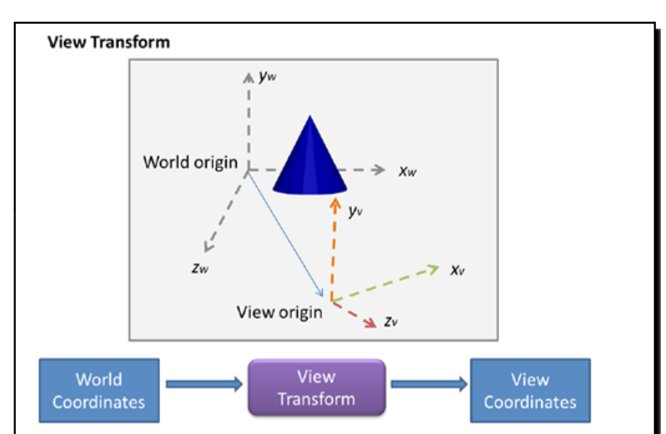 View Transform
yw
World origin
xw
yv
zw
xv
View origin
zv
World
Coordinates
View
Transform
View
Coordinates